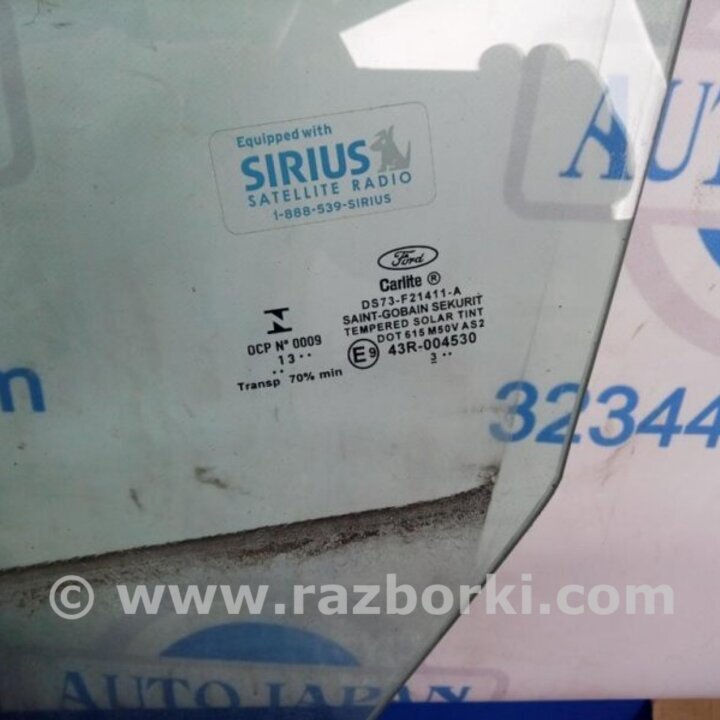 Equipped with
SIRIUS
SATELLITE RADIO
1-888-539-SIRIUS
Ford
Carlite ®
DS73-F21411-A
SAINT-GOBAIN SEKURIT
TEMPERED SOLAR TINT
DOT 615 M50V AS2
E9 43R-004530
3 ..
OCP Nº 0009
13..
..
Transp 70% min
AU
m
32344
© www.razborki.com
AUTO JAPAN